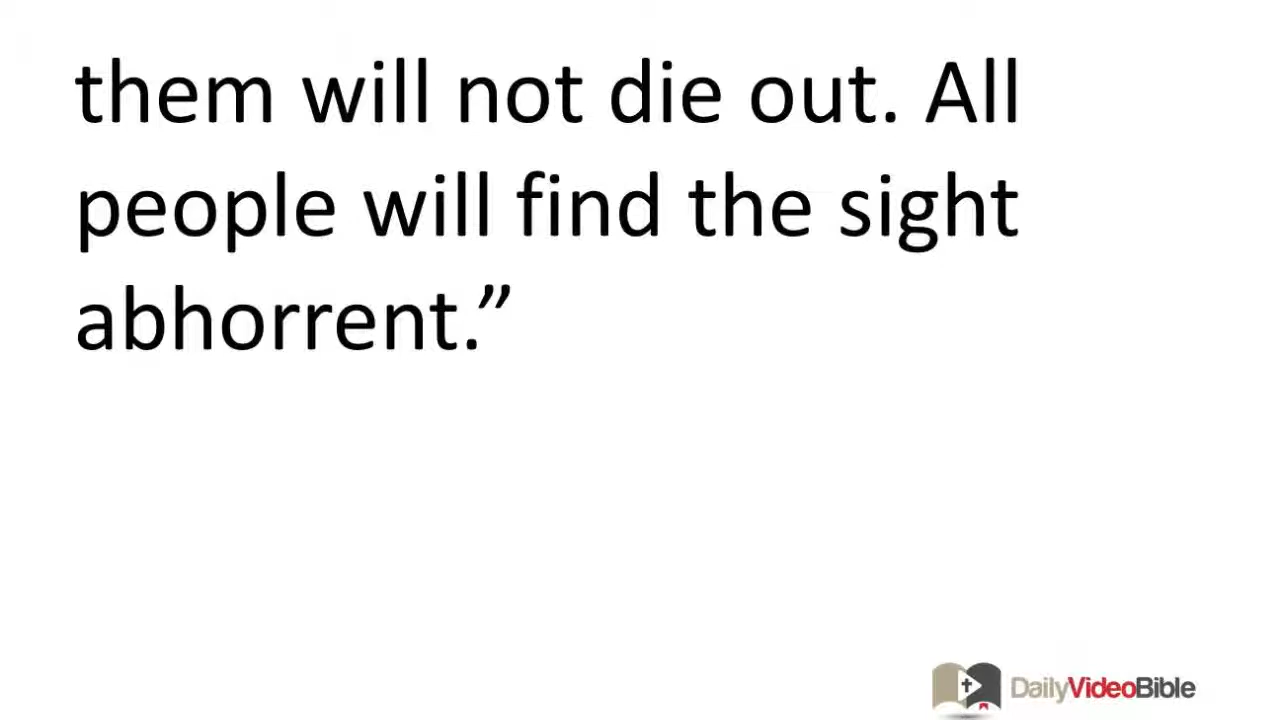 them will not die out. All
people will find the sight
abhorrent.”
DailyVideoBible